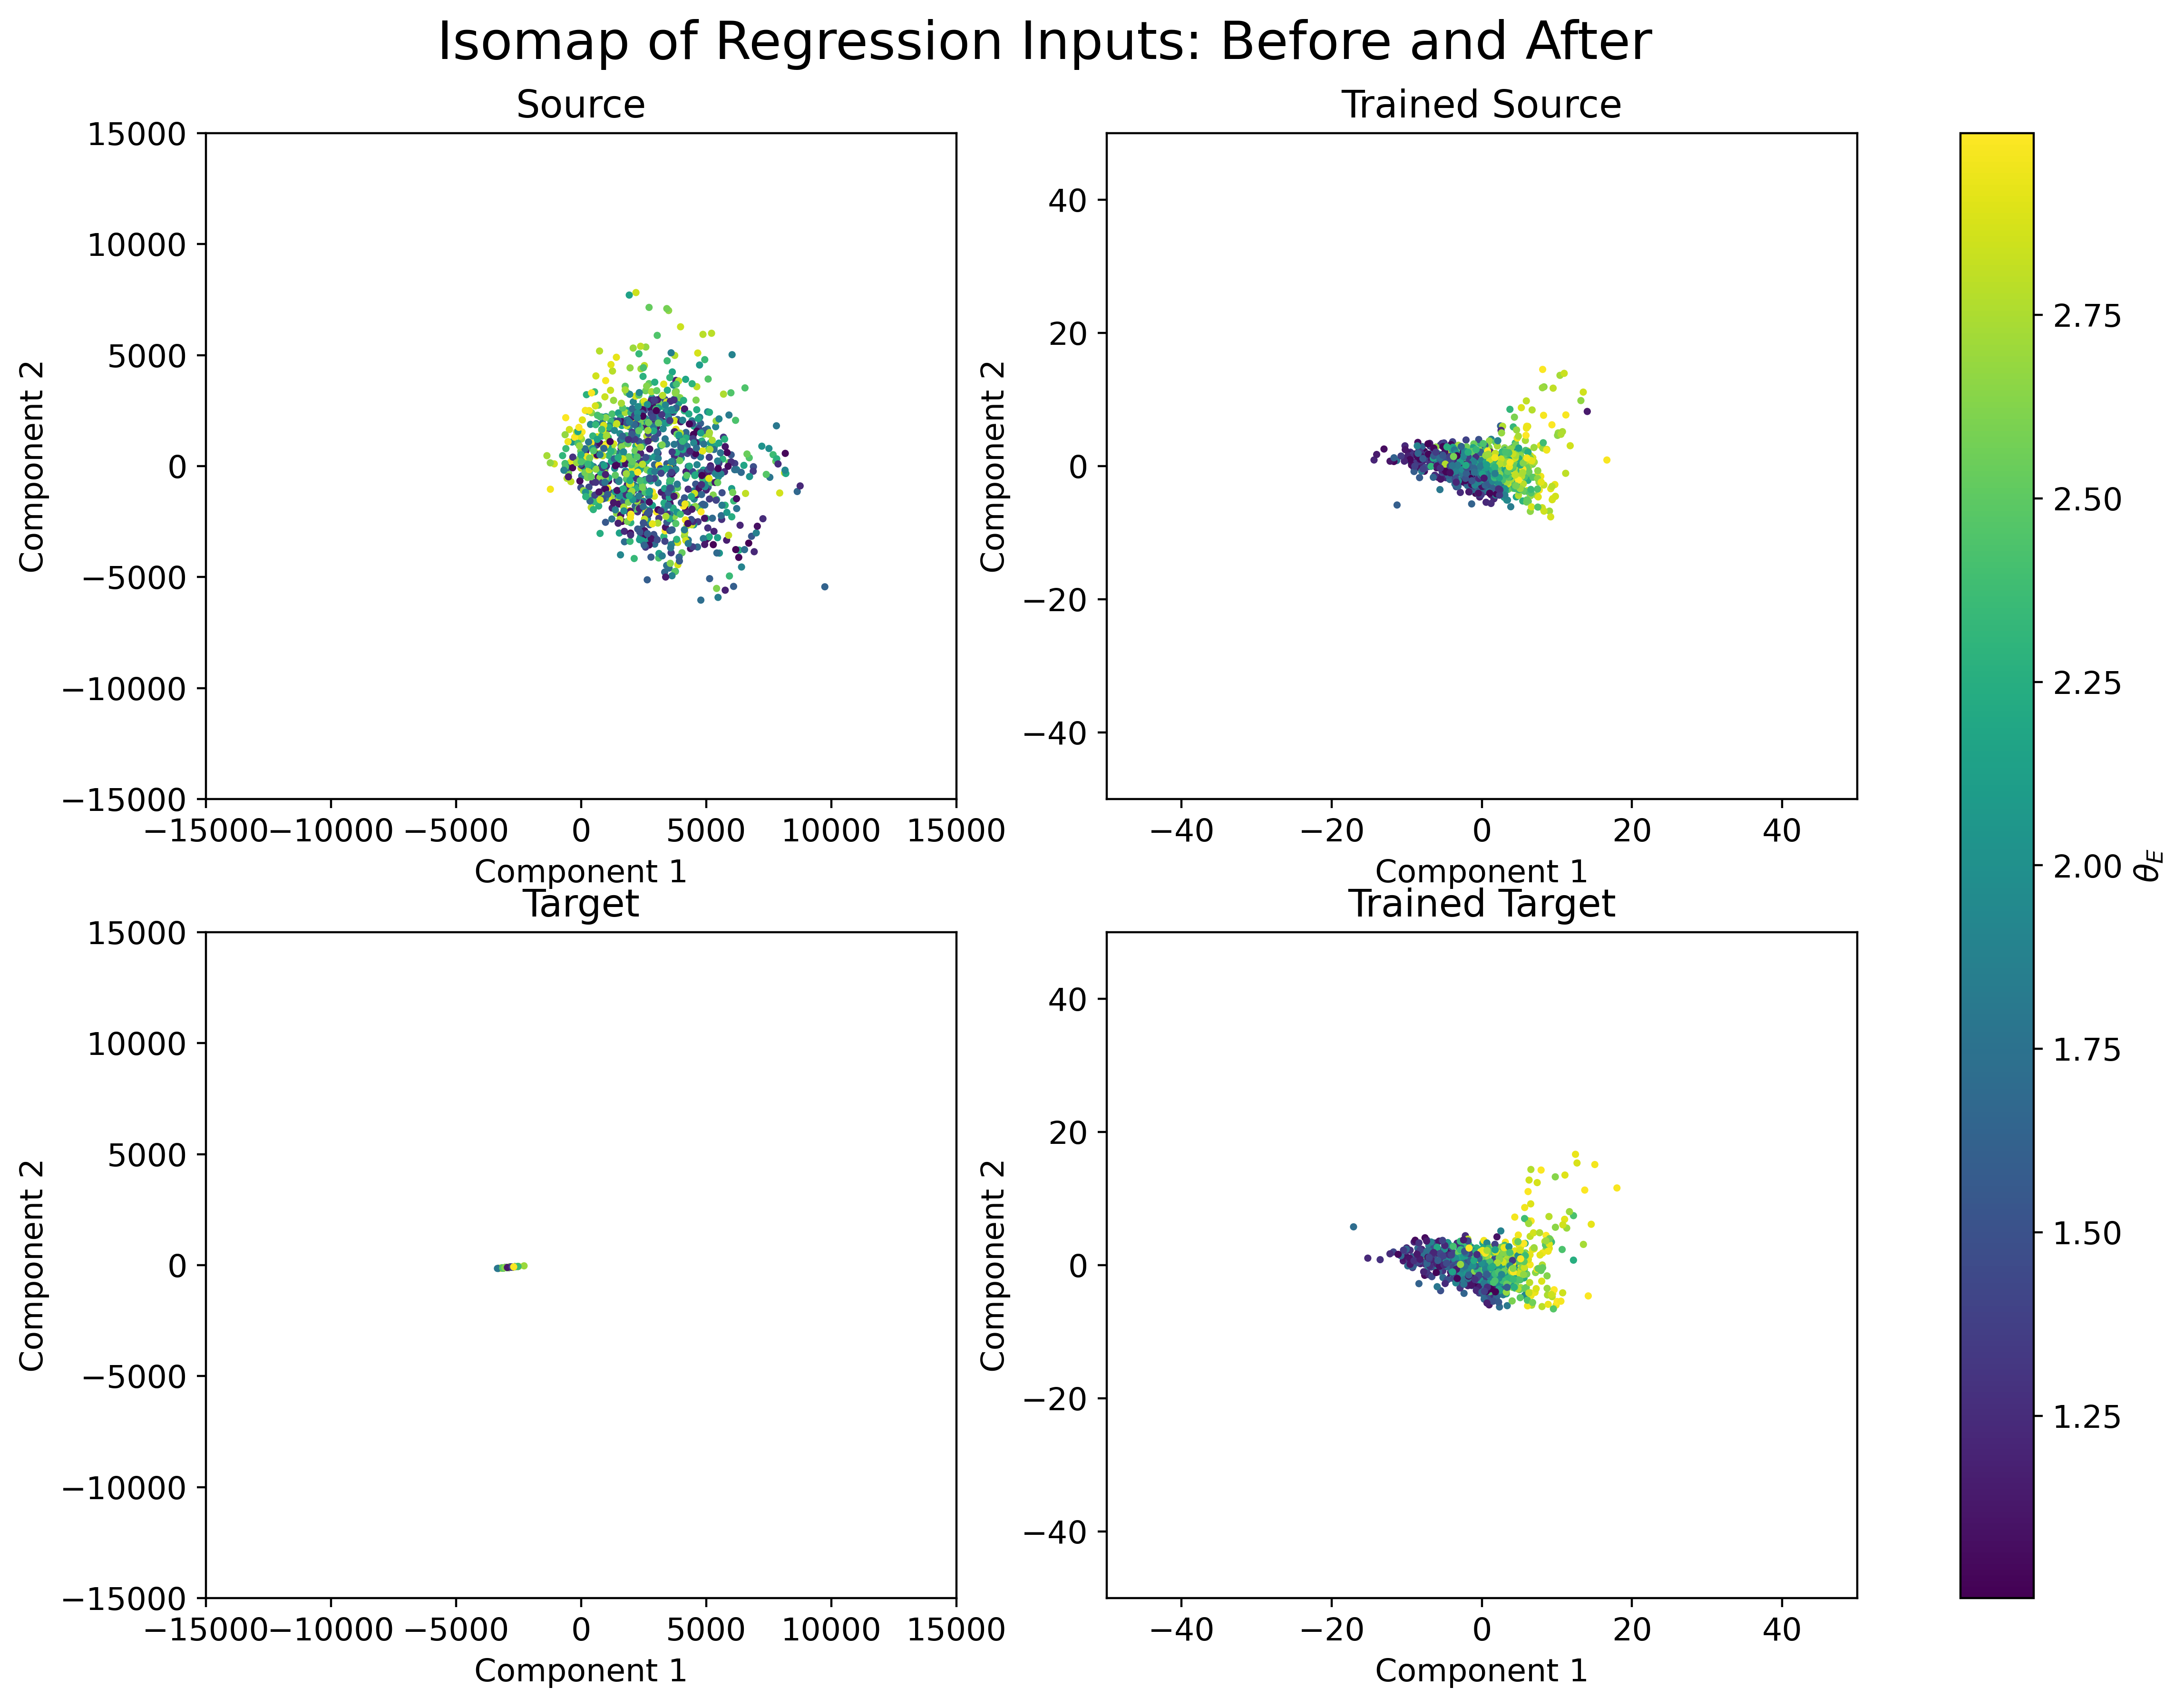 Isomap of Regression Inputs: Before and After
Source
Trained Source
15000
10000
5000
0
−5000
−10000
−15000
Component 2
−15000 −10000 −5000 0 5000 10000 15000
Component 1
40
20
0
−20
−40
Component 2
−40 −20 0 20 40
Component 1
Target
Trained Target
15000
10000
5000
0
−5000
−10000
−15000
Component 2
−15000 −10000 −5000 0 5000 10000 15000
Component 1
40
20
0
−20
−40
Component 2
−40 −20 0 20 40
Component 1
2.75
2.50
2.25
2.00
1.75
1.50
1.25
θ_E